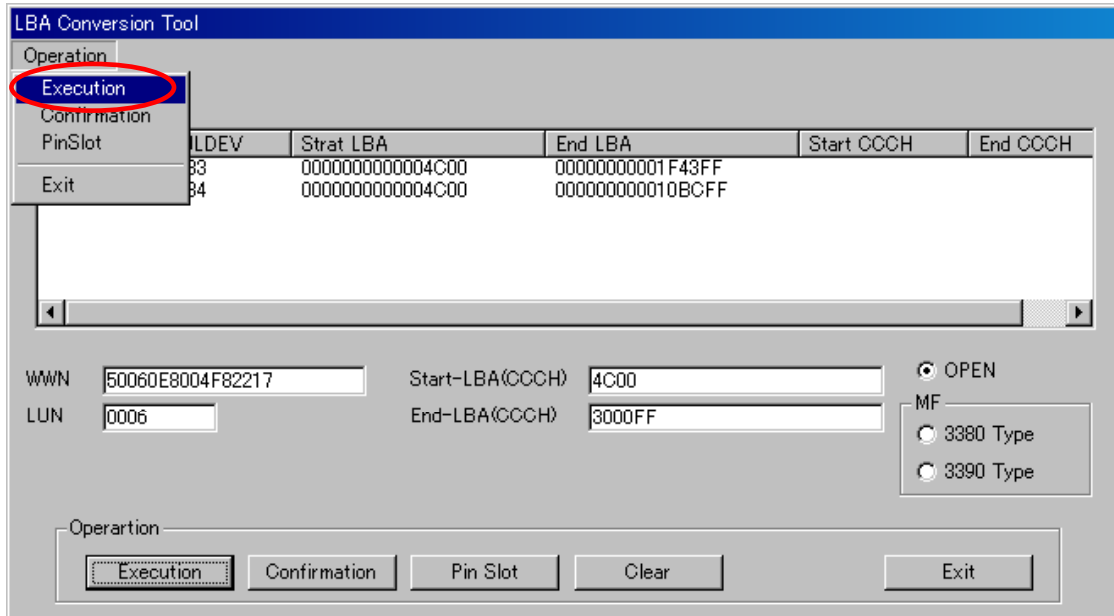 LBA Conversion Tool
Operation
Execution
Confirmation
PinSlot
Exit
LDEV Strat LBA End LBA Start CCCH End CCCH
33 0000000000004C00 00000000001F43FF
34 0000000000004C00 000000000010BCFF
WWN 50060E8004F82217 Start-LBA(CCCH) 4C00 OPEN
LUN 0006 End-LBA(CCCH) 3000FF MF
3380 Type
3390 Type
Operartion
Execution Confirmation Pin Slot Clear Exit